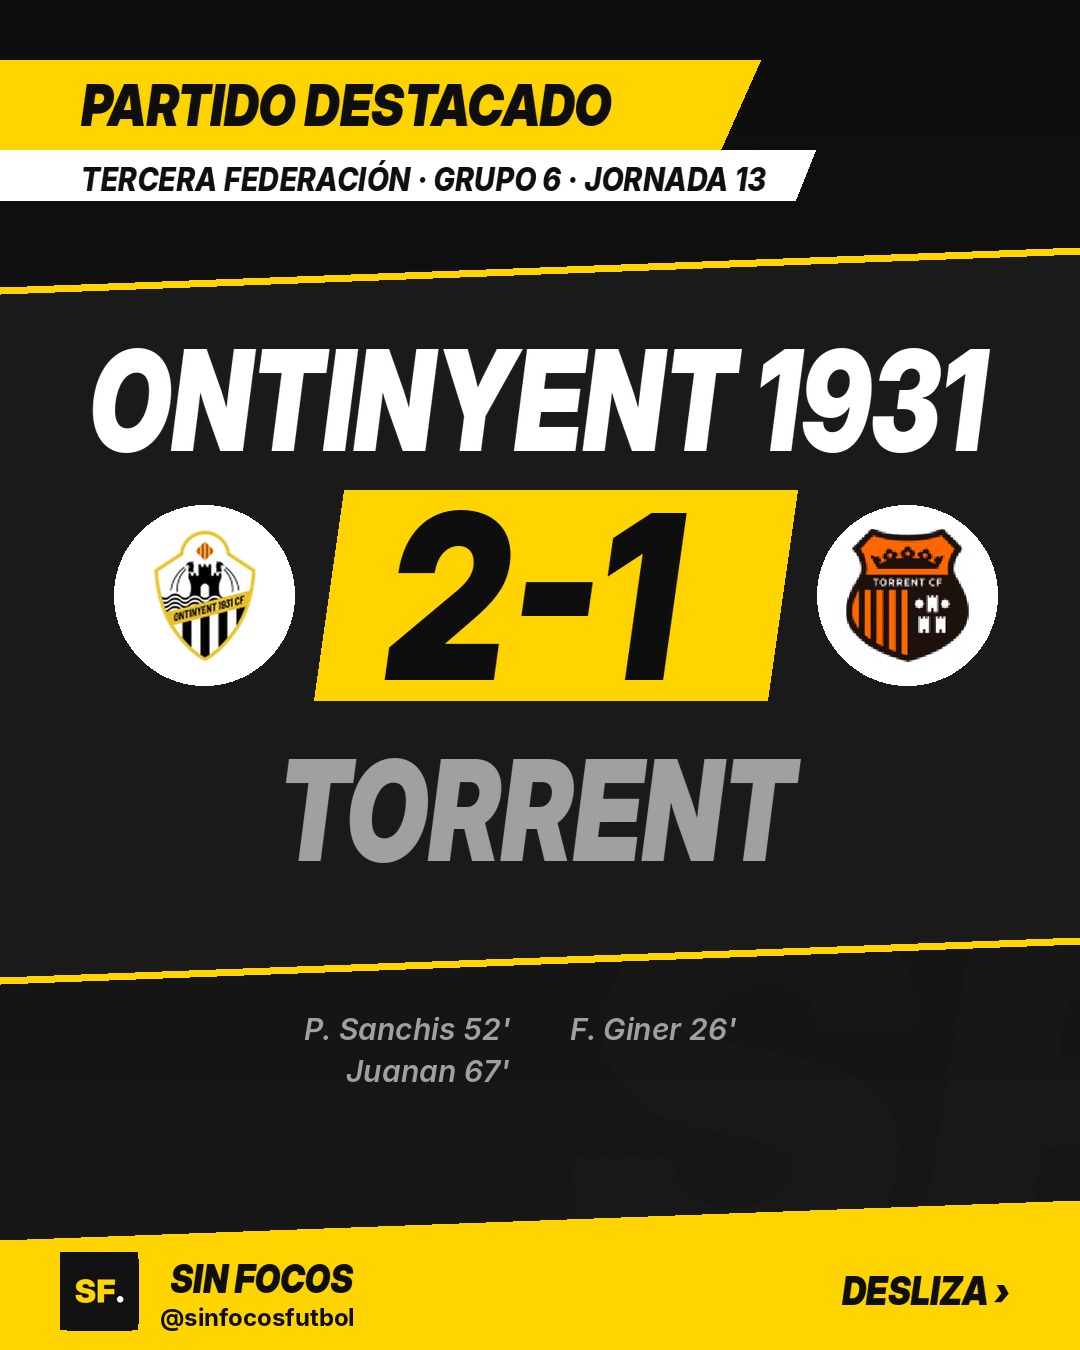 PARTIDO DESTACADO
TERCERA FEDERACIÓN · GRUPO 6 · JORNADA 13
ONTINYENT 1931
ONTINYENT 1931 CF
2-1
TORRENT CF
TORRENT
P. Sanchis 52' F. Giner 26'
Juanan 67'
SF
SF.
SIN FOCOS
@sinfocosfutbol
DESLIZA ›